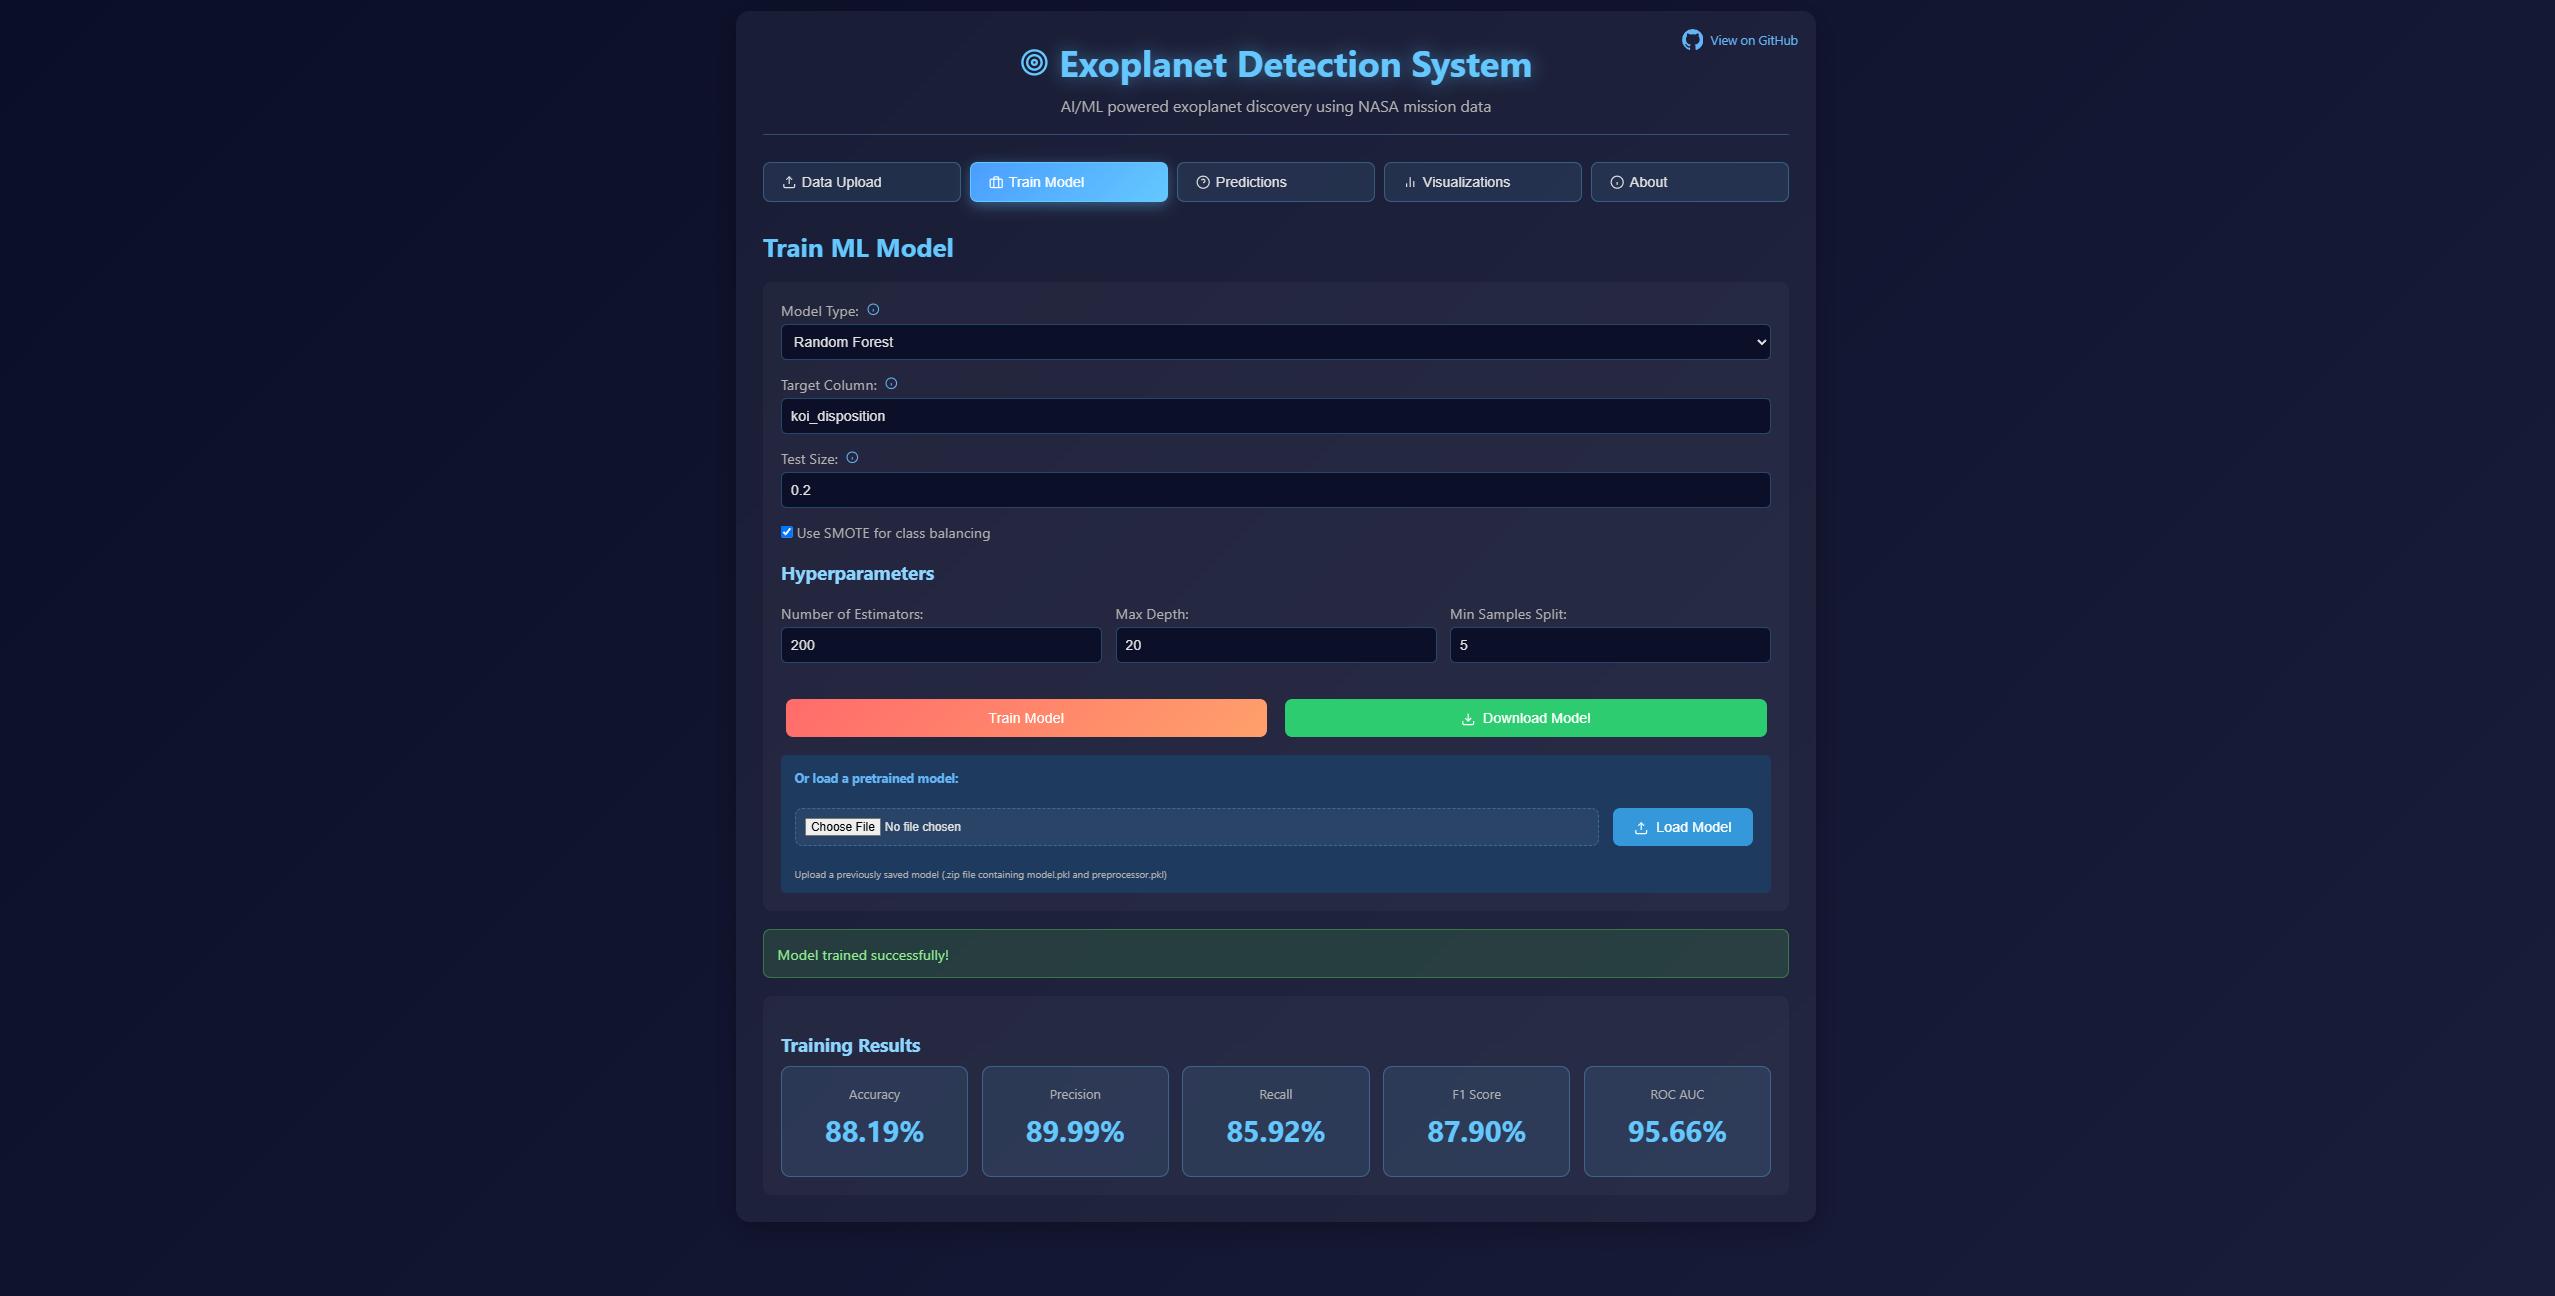 View on GitHub
Exoplanet Detection System
AI/ML powered exoplanet discovery using NASA mission data
Data Upload
Train Model
Predictions
Visualizations
About
Train ML Model
Model Type:
Random Forest
Target Column:
koi_disposition
Test Size:
0.2
Use SMOTE for class balancing
Hyperparameters
Number of Estimators:
Max Depth:
Min Samples Split:
200
20
5
Train Model
Download Model
Or load a pretrained model:
Choose File No file chosen
Load Model
Upload a previously saved model (.zip file containing model.pkl and preprocessor.pkl)
Model trained successfully!
Training Results
Accuracy
88.19%
Precision
89.99%
Recall
85.92%
F1 Score
87.90%
ROC AUC
95.66%